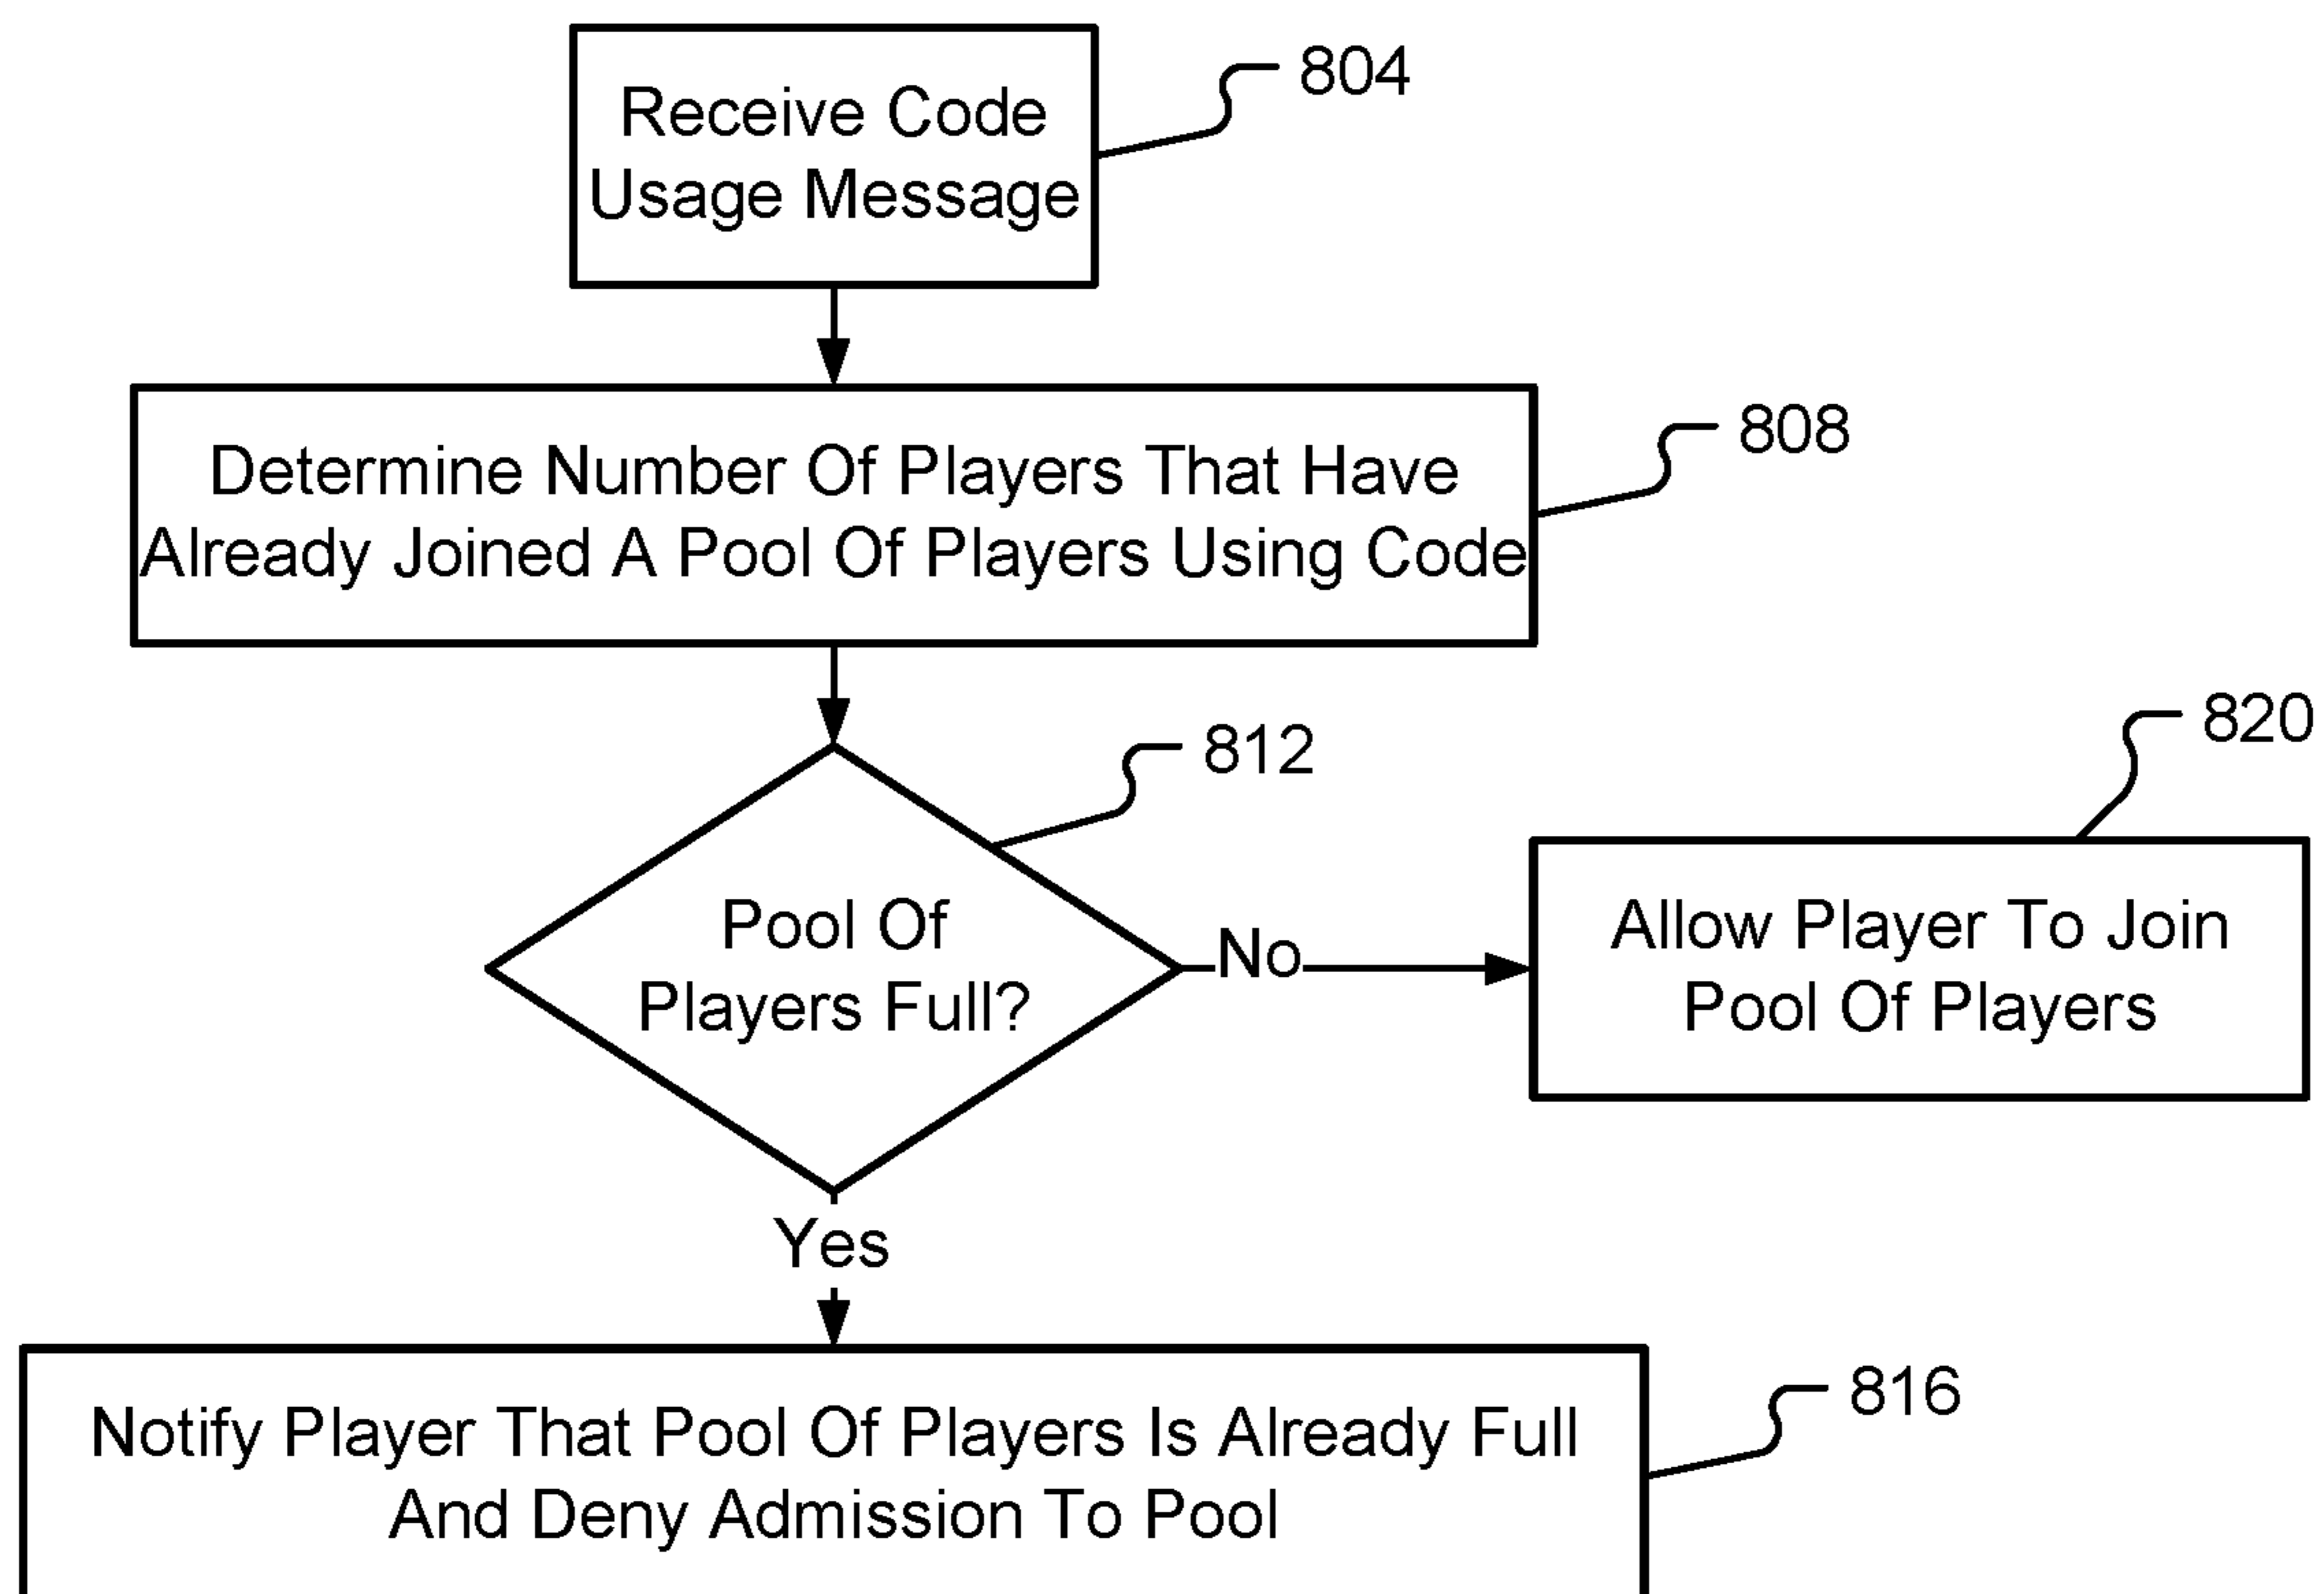 Receive Code
Usage Message
804
Determine Number Of Players That Have
Already Joined A Pool Of Players Using Code
808
Pool Of
Players Full?
812
No
Allow Player To Join
Pool Of Players
820
Yes
Notify Player That Pool Of Players Is Already Full
And Deny Admission To Pool
816